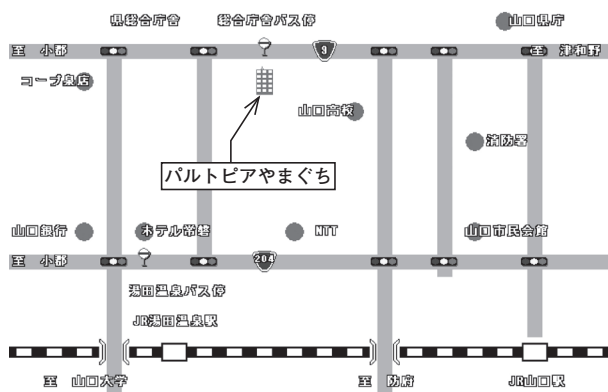 県総合庁舎
総合庁舎バス停
山口県庁
至 小郡
9
至 津和野
コープ泉店
山口高校
消防署
パルトピアやまぐち
山口銀行
ホテル常磐
NTT
山口市民会館
至 小郡
204
湯田温泉バス停
JR湯田温泉駅
至 山口大学
至 防府
JR山口駅